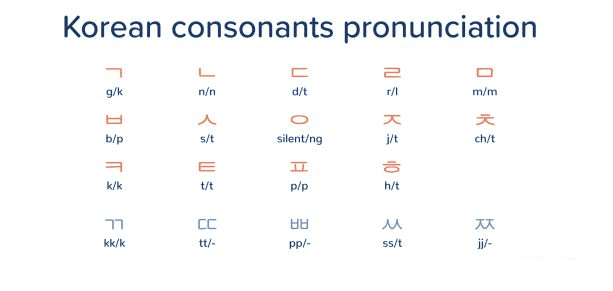 Korean consonants pronunciation
ㄱ ㄴ ㄷ ㄹ ㅁ
g/k n/n d/t r/l m/m
ㅂ ㅅ ㅇ ㅈ ㅊ
b/p s/t silent/ng j/t ch/t
ㅋ ㅌ ㅍ ㅎ
k/k t/t p/p h/t
ㄲ ㄸ ㅃ ㅆ ㅉ
kk/k tt/- pp/- ss/t jj/-